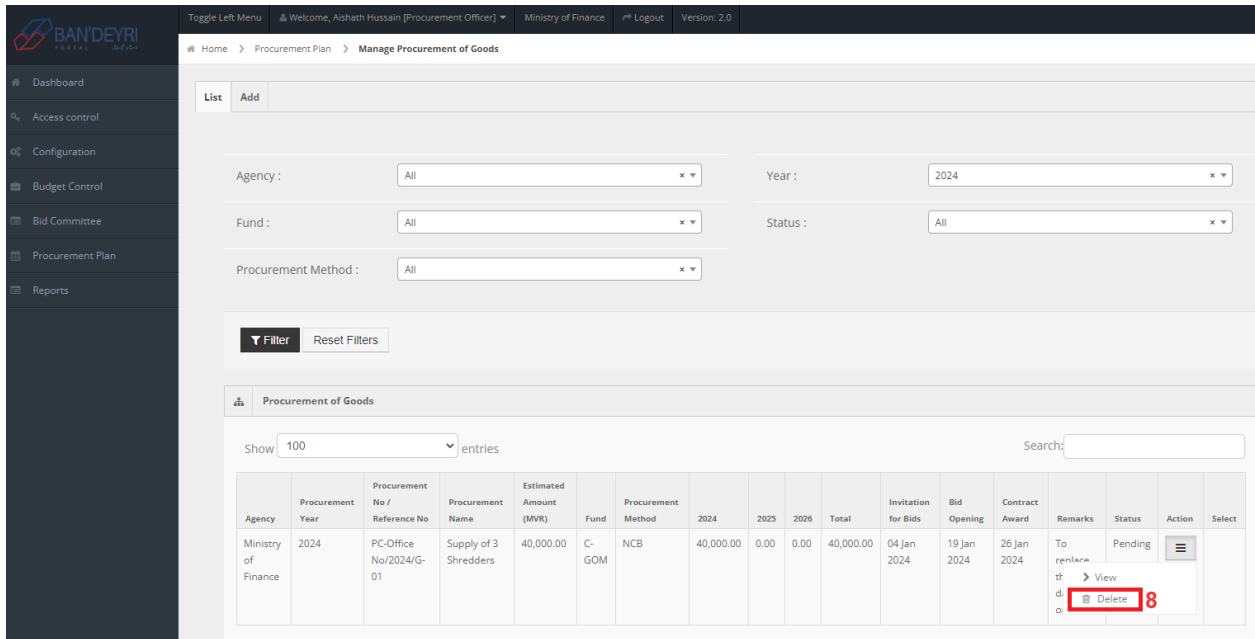 BAN'DEYRI
PORTAL
Toggle Left Menu Welcome, Aishath Hussain [Procurement Officer] Ministry of Finance Logout Version: 2.0
Home > Procurement Plan > Manage Procurement of Goods
Dashboard
Access control
Configuration
Budget Control
Bid Committee
Procurement Plan
Reports
List Add
Agency : All × Year : 2024 ×
Fund : All × Status : All ×
Procurement Method : All ×
Filter Reset Filters
Procurement of Goods
Show 100 entries Search:
Procurement Estimated
Procurement No / Procurement Amount Procurement Invitation Bid Contract
Agency Year Reference No Name (MVR) Fund Method 2024 2025 2026 Total for Bids Opening Award Remarks Status Action Select
Ministry 2024 PC-Office Supply of 3 40,000.00 C- NCB 40,000.00 0.00 0.00 40,000.00 04 Jan 19 Jan 26 Jan To Pending
of No/2024/G- Shredders GOM 2024 2024 2024 replace
Finance 01 th > View
Delete 8